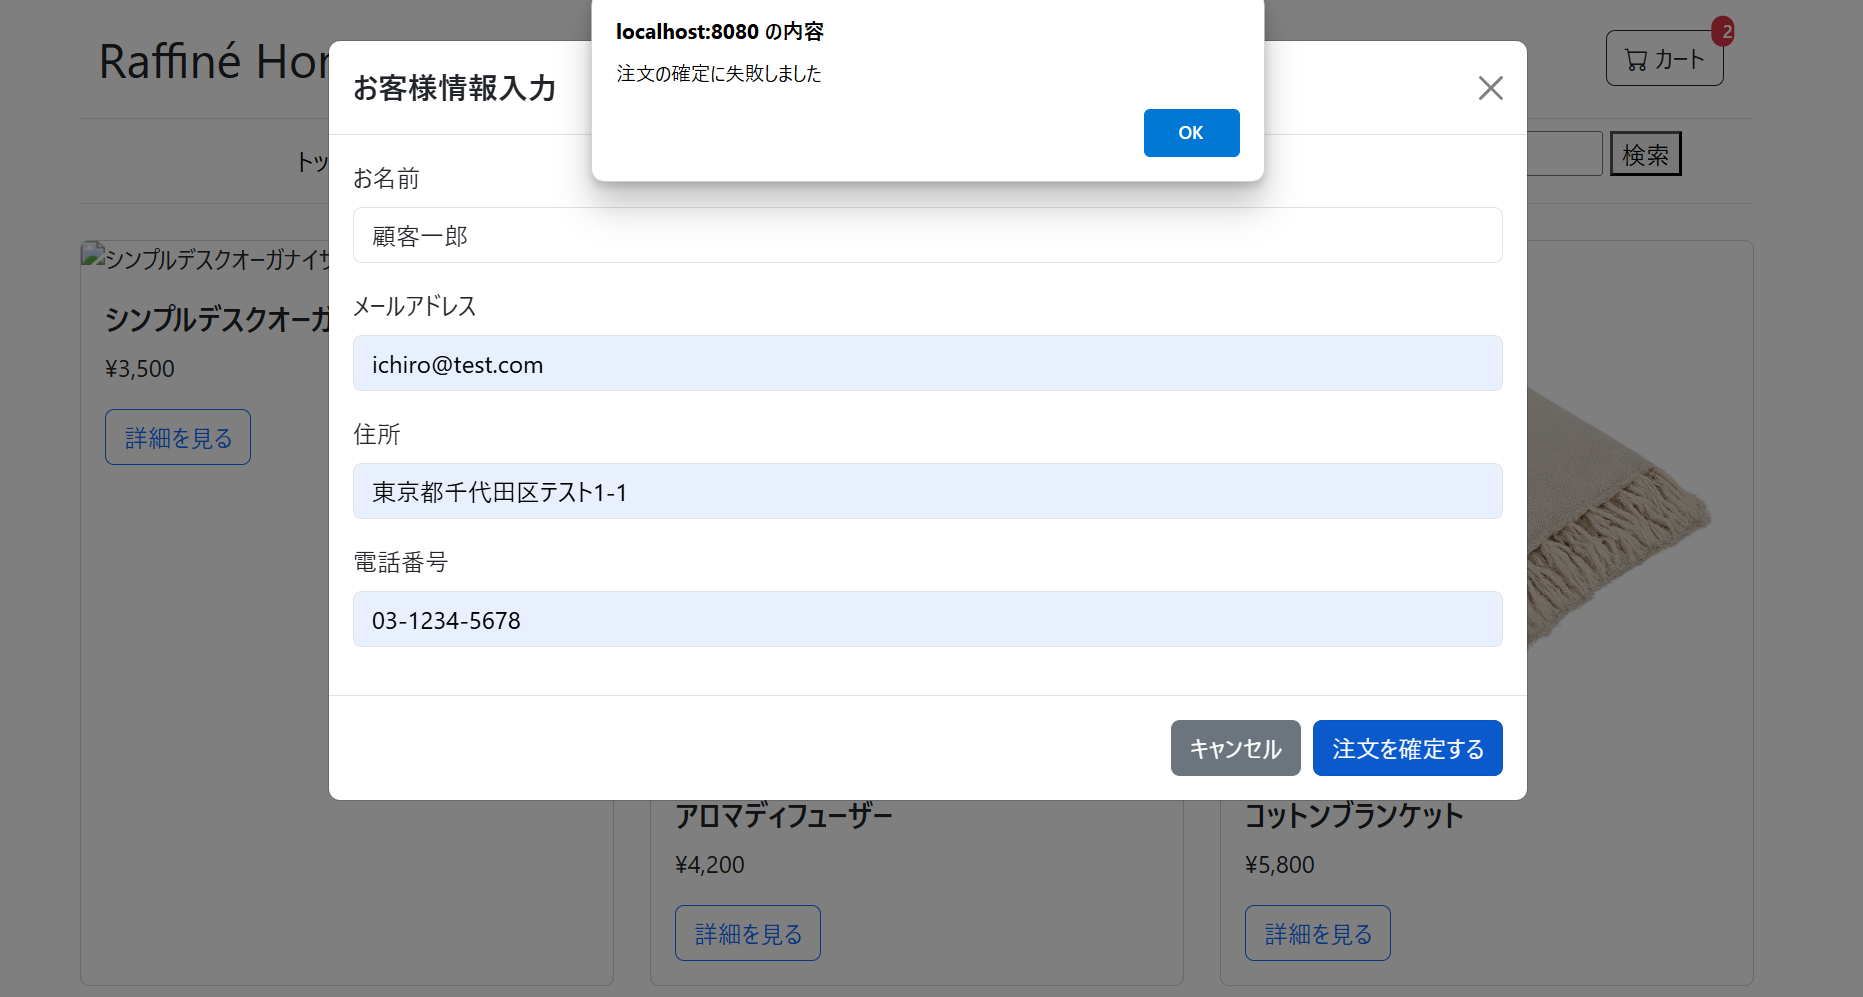 localhost:8080 の内容
注文の確定に失敗しました
OK
Raffiné Hor
カート
2
お客様情報入力
トッ
検索
お名前
顧客一郎
メールアドレス
ichiro@test.com
住所
東京都千代田区テスト1-1
電話番号
03-1234-5678
キャンセル
注文を確定する
シンプルデスクオーガナイザ
シンプルデスクオーガ
¥3,500
詳細を見る
アロマディフューザー
¥4,200
詳細を見る
コットンブランケット
¥5,800
詳細を見る